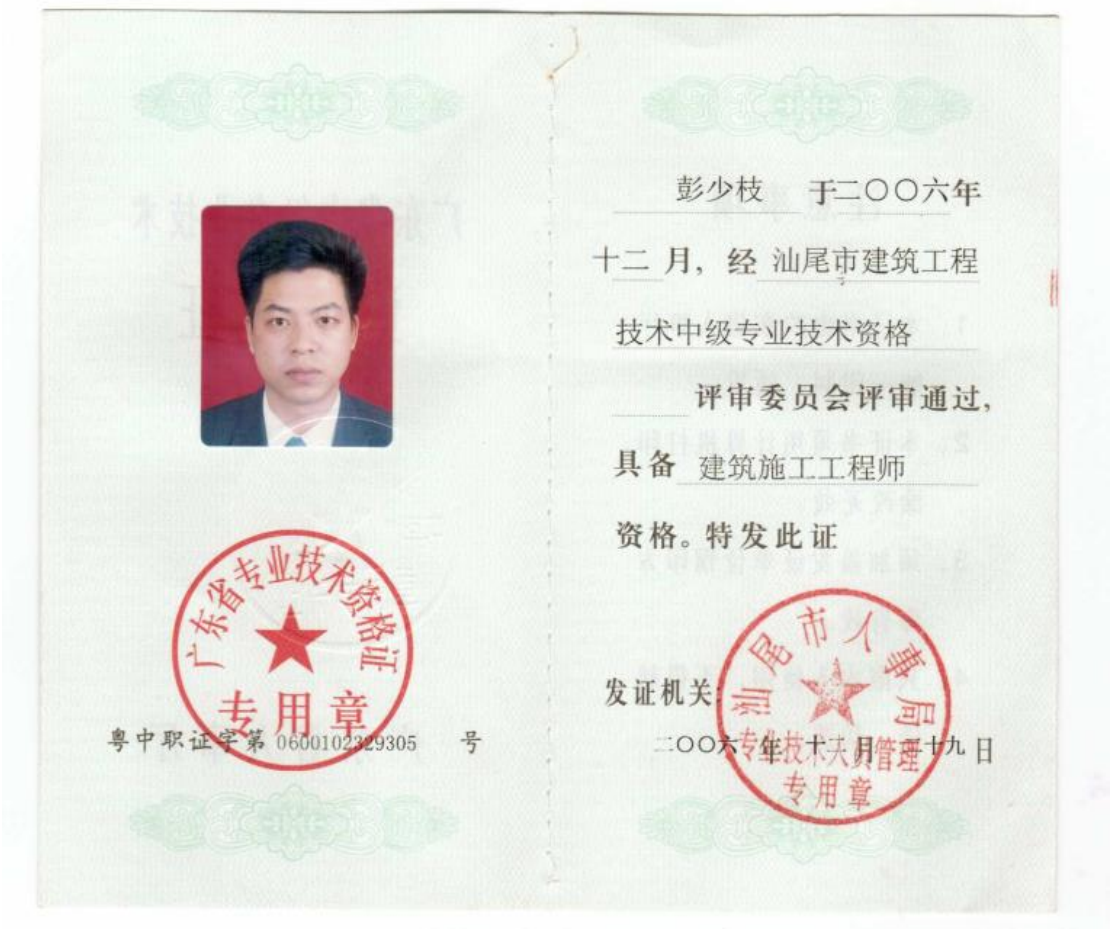 广东省专业技术资格证
专用章
粤中职证字第 0600102329305 号
彭少枝 于二〇〇六年
十二月，经 汕尾市建筑工程
技术中级专业技术资格
评审委员会评审通过，
具备 建筑施工工程师
资格。特发此证
汕尾市人事局
发证机关：
二〇〇六年十二月二十九日
专业技术人员管理
专用章